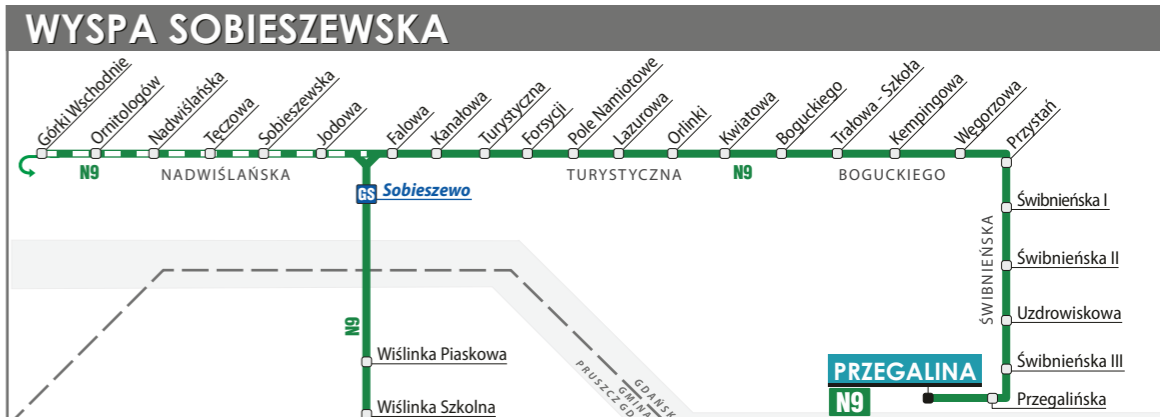 WYSPA SOBIESZEWSKA
Górki Wschodnie
Ornitologów
Nadwiślańska
Tęczowa
Sobieszewska
Jodowa
Falowa
Kanałowa
Turystyczna
Forsycji
Pole Namiotowe
Lazurowa
Orlinki
Kwiatowa
Boguckiego
Trałowa - Szkoła
Kempingowa
Węgorzowa
Przystań
N9
NADWIŚLAŃSKA
TURYSTYCZNA
N9
BOGUCKIEGO
GS Sobieszewo
Świbnieńska I
ŚWIBNIEŃSKA
Świbnieńska II
Uzdrowiskowa
N9
Wiślinka Piaskowa
Świbnieńska III
PRZEGALINA
N9
Przegalińska
Wiślinka Szkolna
GDAŃSK
GMINA
PRUSZCZ GD